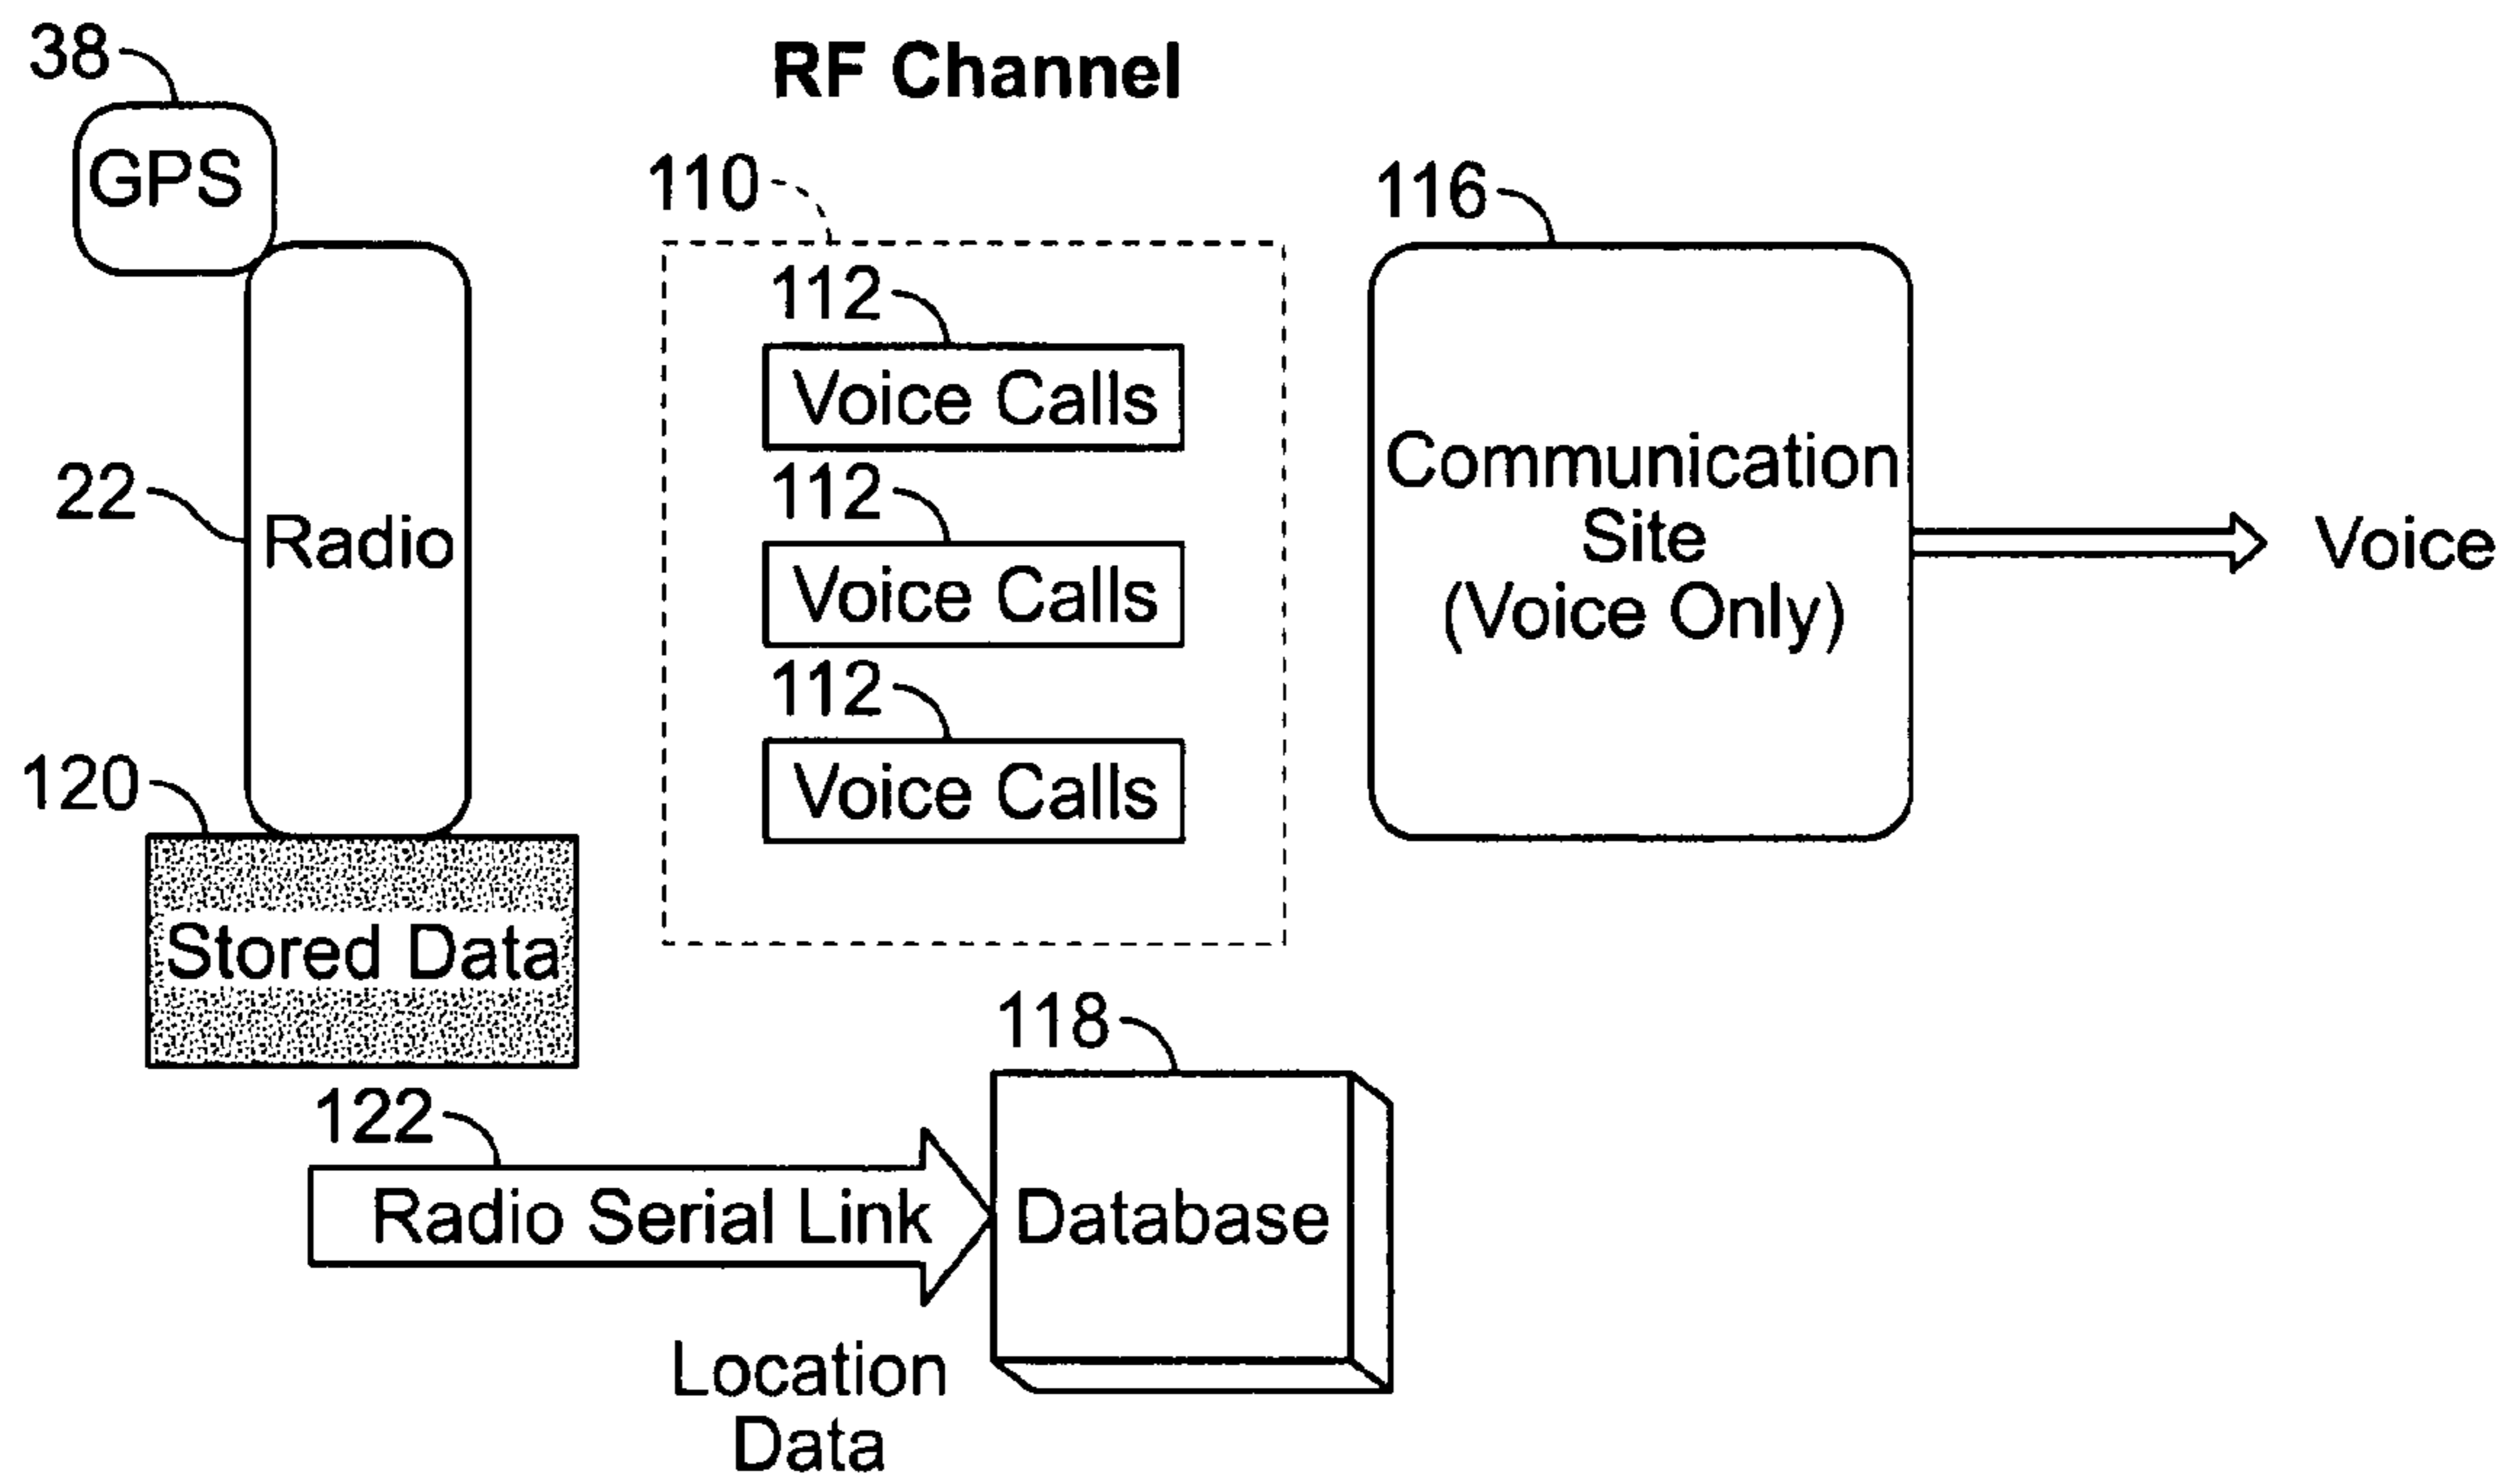 38
RF Channel
GPS
110
116
112
Voice Calls
22
Radio
112
Voice Calls
Communication
Site
(Voice Only)
Voice
112
Voice Calls
120
Stored Data
118
122
Radio Serial Link
Database
Location
Data